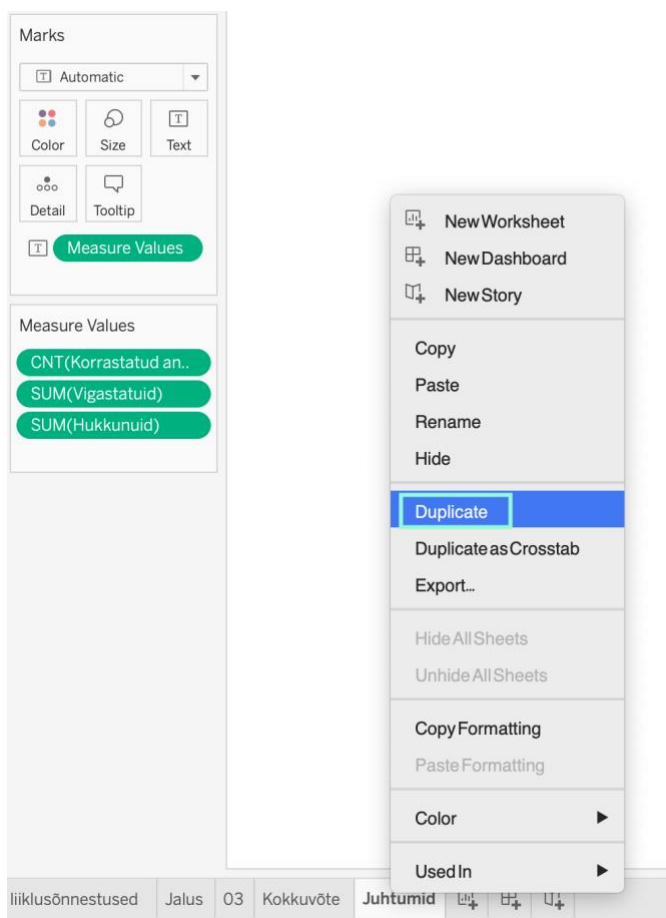 Marks
T Automatic
Color Size T Text
Detail Tooltip
T Measure Values
Measure Values
CNT(Korrastatud an..
SUM(Vigastatuid)
SUM(Hukkunuid)
New Worksheet
New Dashboard
New Story
Copy
Paste
Rename
Hide
Duplicate
Duplicate as Crosstab
Export...
Hide All Sheets
Unhide All Sheets
Copy Formatting
Paste Formatting
Color
Used In
liiklusõnnestused Jalus 03 Kokkuvõte Juhtumid